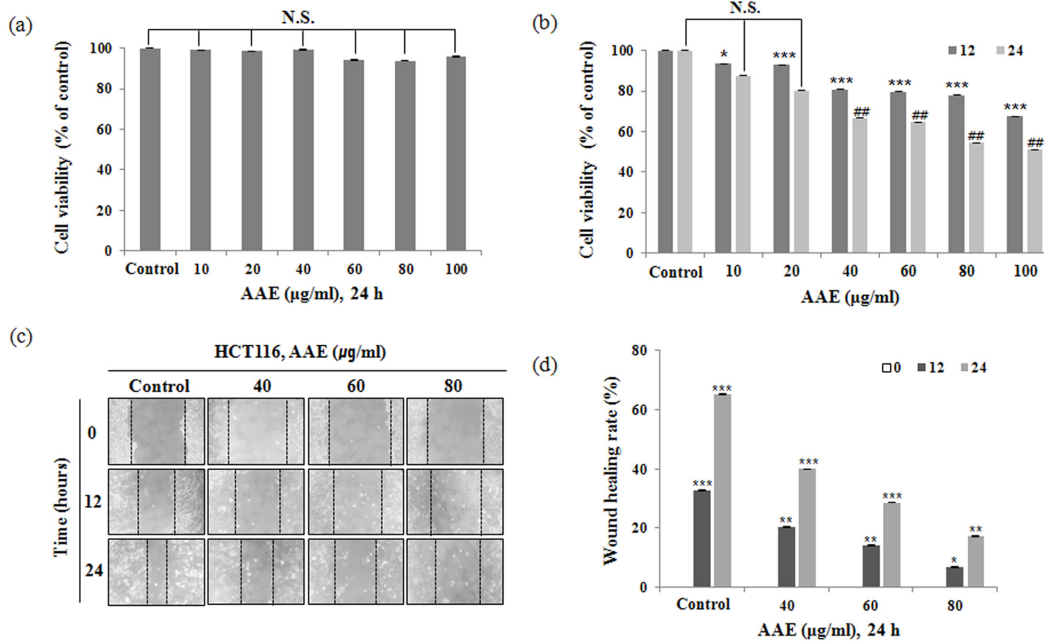 (a)
N.S.
Cell viability (% of control)
120
100
80
60
40
20
0
Control 10 20 40 60 80 100
AAE (µg/ml), 24 h
(b)
N.S.
Cell viability (% of control)
120
100
80
60
40
20
0
12 24
* *** *** *** *** ***
## ## ## ##
Control 10 20 40 60 80 100
AAE (µg/ml)
(c)
HCT116, AAE (µg/ml)
Control 40 60 80
Time (hours)
0
12
24
(d)
Wound healing rate (%)
80
60
40
20
0
0 12 24
*** *** ** *** ** *** * **
Control 40 60 80
AAE (µg/ml), 24 h